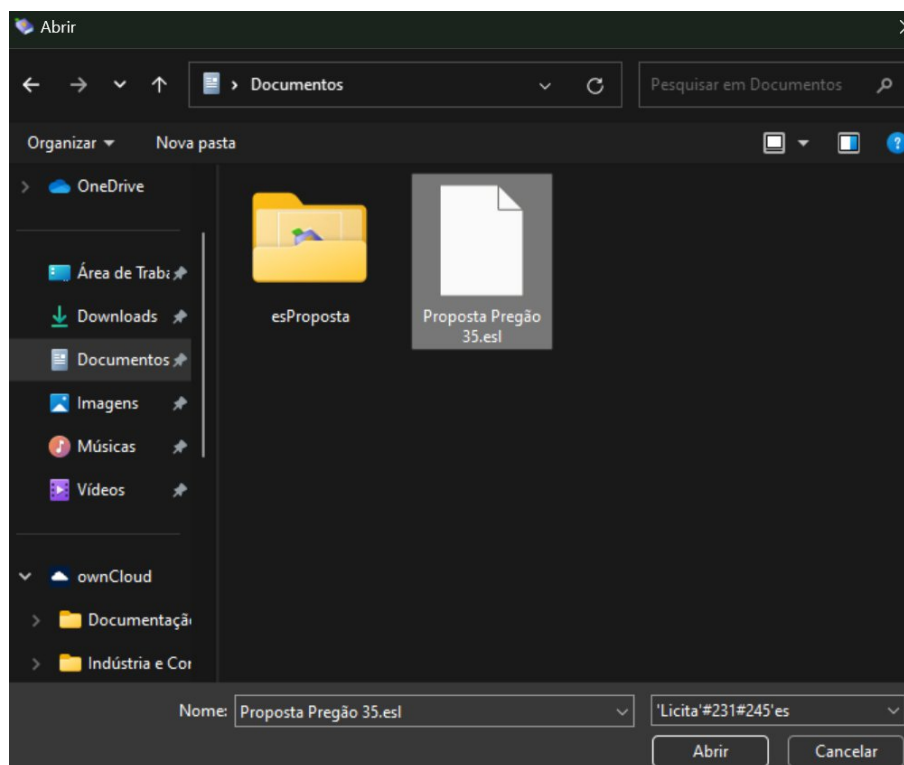 Abrir
Documentos
Pesquisar em Documentos
Organizar
Nova pasta
OneDrive
Área de Traba
Downloads
Documentos
Imagens
Músicas
Vídeos
ownCloud
Documentaçã
Indústria e Cor
esProposta
Proposta Pregão
35.esl
Nome: Proposta Pregão 35.esl
'Licita'#231#245'es
Abrir
Cancelar